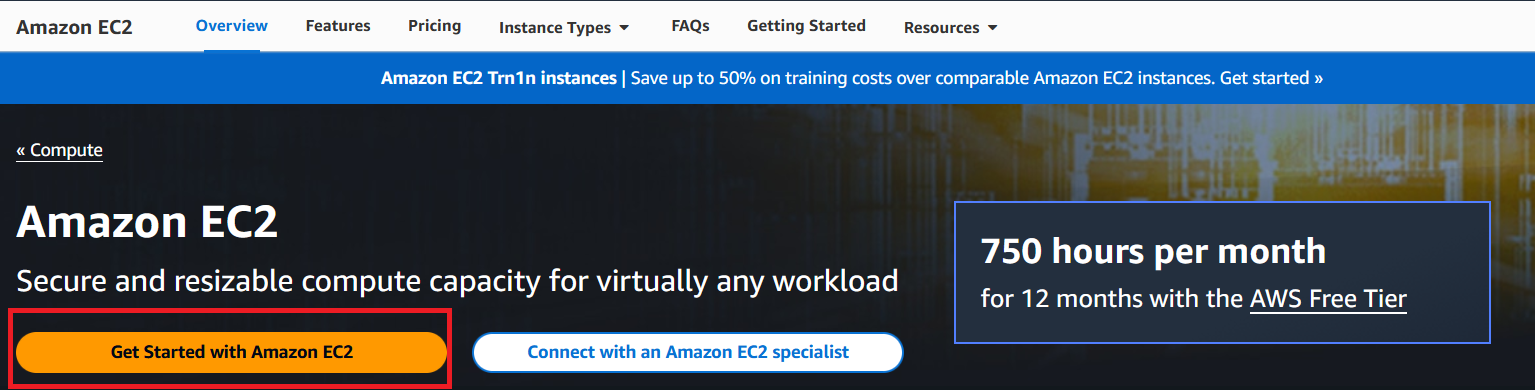 Amazon EC2 Overview Features Pricing Instance Types FAQs Getting Started Resources
Amazon EC2 Trn1n instances | Save up to 50% on training costs over comparable Amazon EC2 instances. Get started »
« Compute
Amazon EC2
Secure and resizable compute capacity for virtually any workload
Get Started with Amazon EC2
Connect with an Amazon EC2 specialist
750 hours per month
for 12 months with the AWS Free Tier